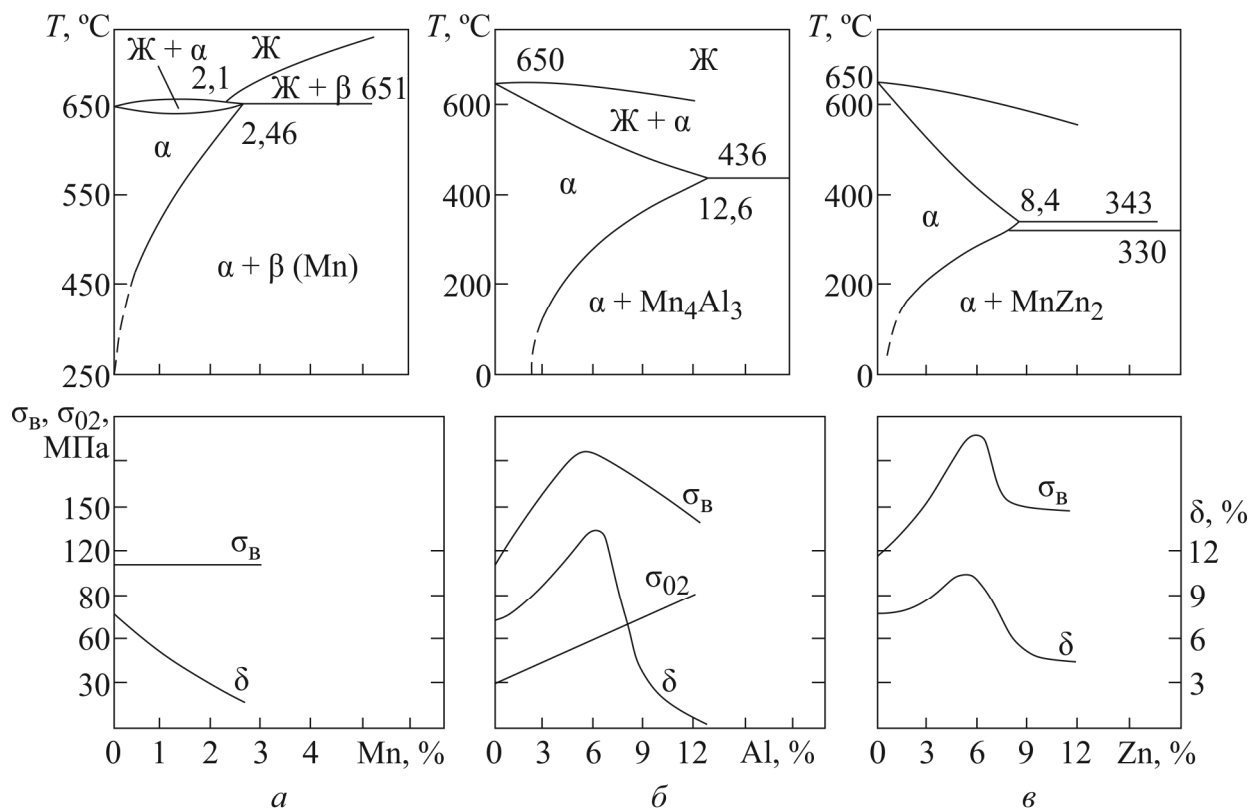 T, ºC
Ж + α
Ж
2,1
Ж + β 651
650
2,46
α
550
α + β (Mn)
450
250
T, ºC
650
Ж
600
Ж + α
436
α
400
12,6
200
α + Mn4Al3
0
T, ºC
650
600
8,4
343
400
α
330
200
α + MnZn2
0
σв, σ02,
МПа
150
σв
120
80
60
δ
30
0 1 2 3 4 Mn, %
а
σв
σ02
δ
0 3 6 9 12 Al, %
б
σв
δ, %
12
9
6
δ
3
0 3 6 9 12 Zn, %
в